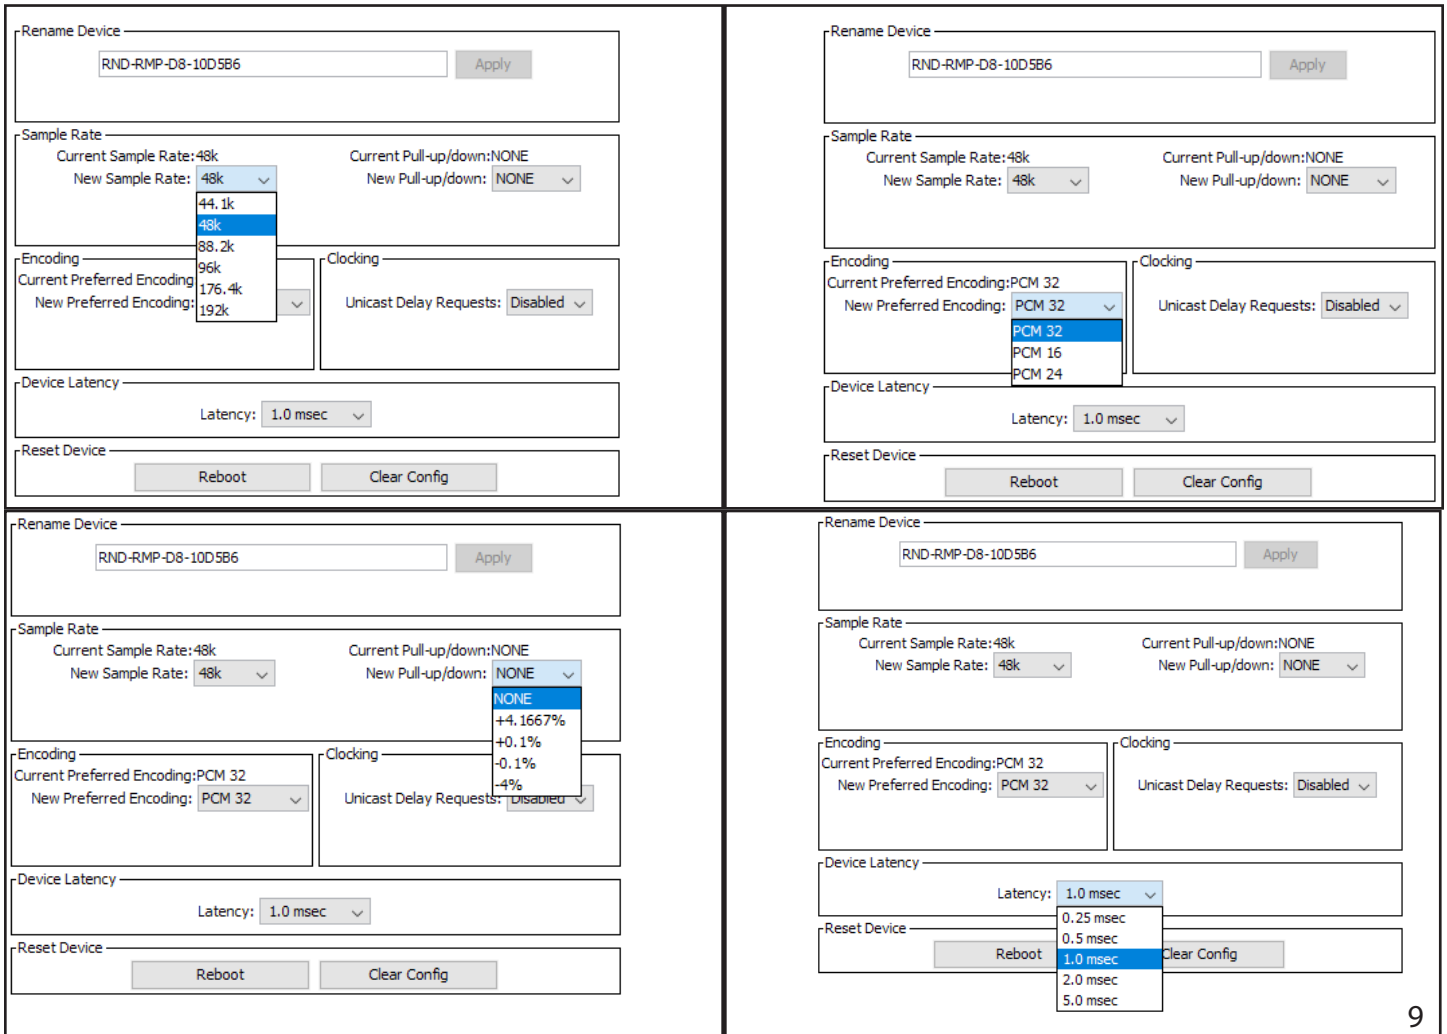 Rename Device
RND-RMP-D8-10D5B6 Apply
Sample Rate
Current Sample Rate:48k Current Pull-up/down:NONE
New Sample Rate: 48k New Pull-up/down: NONE
44.1k
48k
88.2k
96k
176.4k
192k
Encoding Clocking
Current Preferred Encoding
New Preferred Encoding: Unicast Delay Requests: Disabled
Device Latency
Latency: 1.0 msec
Reset Device
Reboot Clear Config
Rename Device
RND-RMP-D8-10D5B6 Apply
Sample Rate
Current Sample Rate:48k Current Pull-up/down:NONE
New Sample Rate: 48k New Pull-up/down: NONE
Encoding Clocking
Current Preferred Encoding:PCM 32
New Preferred Encoding: PCM 32 Unicast Delay Requests: Disabled
PCM 32
PCM 16
PCM 24
Device Latency
Latency: 1.0 msec
Reset Device
Reboot Clear Config
Rename Device
RND-RMP-D8-10D5B6 Apply
Sample Rate
Current Sample Rate:48k Current Pull-up/down:NONE
New Sample Rate: 48k New Pull-up/down: NONE
NONE
+4.1667%
+0.1%
-0.1%
-4%
Encoding Clocking
Current Preferred Encoding:PCM 32
New Preferred Encoding: PCM 32 Unicast Delay Requests: Disabled
Device Latency
Latency: 1.0 msec
Reset Device
Reboot Clear Config
Rename Device
RND-RMP-D8-10D5B6 Apply
Sample Rate
Current Sample Rate:48k Current Pull-up/down:NONE
New Sample Rate: 48k New Pull-up/down: NONE
Encoding Clocking
Current Preferred Encoding:PCM 32
New Preferred Encoding: PCM 32 Unicast Delay Requests: Disabled
Device Latency
Latency: 1.0 msec
0.25 msec
0.5 msec
1.0 msec
2.0 msec
5.0 msec
Reset Device
Reboot Clear Config
9